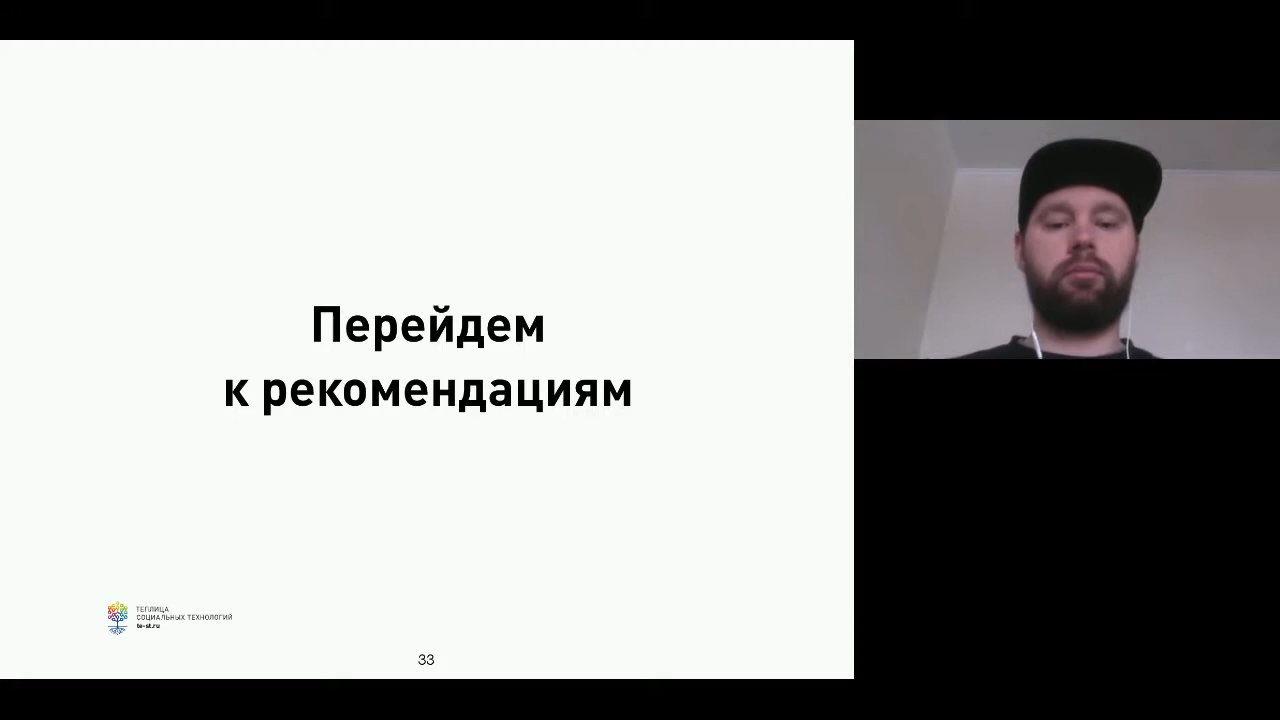 Перейдем
к рекомендациям
ТЕПЛИЦА
СОЦИАЛЬНЫХ ТЕХНОЛОГИЙ
te-st.ru
33